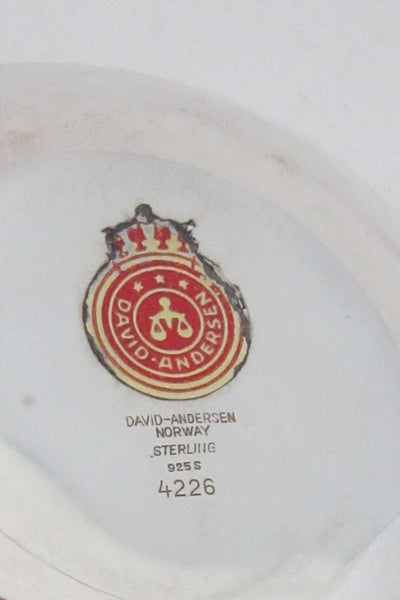 DAVID-ANDERSEN
DAVID-ANDERSEN
NORWAY
STERLING
925 S
4226